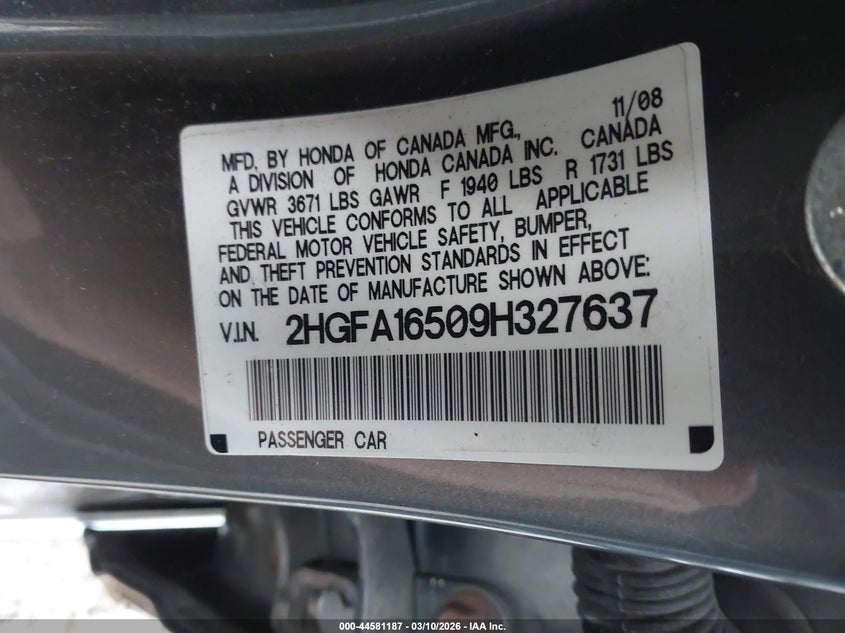 11/08
MFD. BY HONDA OF CANADA MFG.,
A DIVISION OF HONDA CANADA INC. CANADA
GVWR 3671 LBS GAWR F 1940 LBS R 1731 LBS
THIS VEHICLE CONFORMS TO ALL APPLICABLE
FEDERAL MOTOR VEHICLE SAFETY, BUMPER,
AND THEFT PREVENTION STANDARDS IN EFFECT
ON THE DATE OF MANUFACTURE SHOWN ABOVE:
V.I.N. 2HGFA16509H327637
PASSENGER CAR
000-44581187 - 03/10/2026 - IAA Inc.